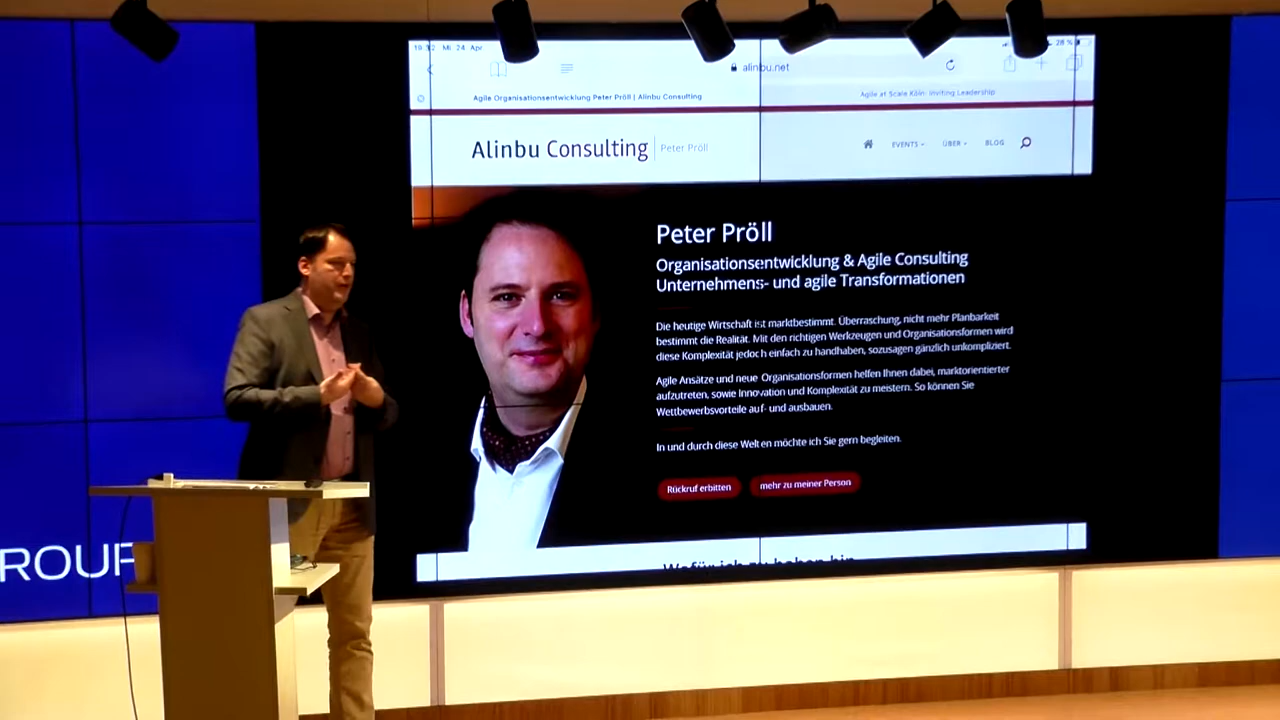 19:32 Mi 24 Apr
28 %
alinbu.net
Agile Organisationsentwicklung Peter Pröll | Alinbu Consulting
Agile at Scale Köln- Inviting Leadership
Alinbu Consulting
Peter Pröll
EVENTS
ÜBER
BLOG
Peter Pröll
Organisationsentwicklung & Agile Consulting
Unternehmens- und agile Transformationen
Die heutige Wirtschaft ist marktbestimmt. Überraschung, nicht mehr Planbarkeit
bestimmt die Realität. Mit den richtigen Werkzeugen und Organisationsformen wird
diese Komplexität jedoch einfach zu handhaben, sozusagen gänzlich unkompliziert.
Agile Ansätze und neue Organisationsformen helfen Ihnen dabei, marktorientierter
aufzutreten, sowie Innovation und Komplexität zu meistern. So können Sie
Wettbewerbsvorteile auf- und ausbauen.
In und durch diese Welten möchte ich Sie gern begleiten.
Rückruf erbitten
mehr zu meiner Person
ROUP